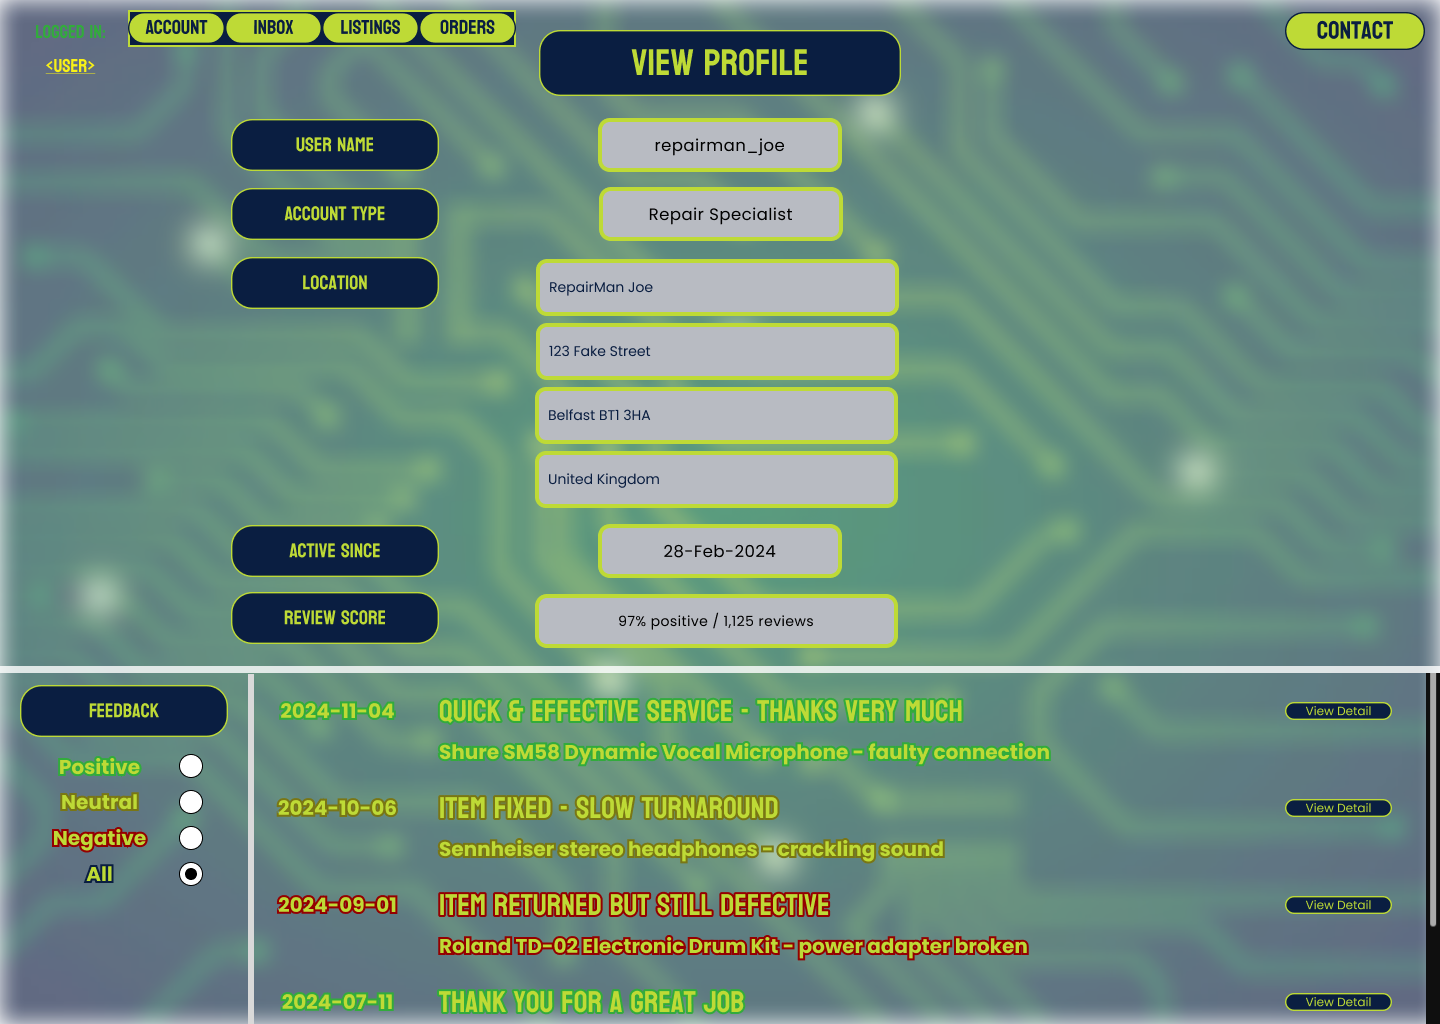 LOGGED IN:
<USER>
ACCOUNT INBOX LISTINGS ORDERS
CONTACT
VIEW PROFILE
USER NAME
repairman_joe
ACCOUNT TYPE
Repair Specialist
LOCATION
RepairMan Joe
123 Fake Street
Belfast BT1 3HA
United Kingdom
ACTIVE SINCE
28-Feb-2024
REVIEW SCORE
97% positive / 1,125 reviews
FEEDBACK
Positive
Neutral
Negative
All
2024-11-04 QUICK & EFFECTIVE SERVICE - THANKS VERY MUCH View Detail
Shure SM58 Dynamic Vocal Microphone - faulty connection
2024-10-06 ITEM FIXED - SLOW TURNAROUND View Detail
Sennheiser stereo headphones - crackling sound
2024-09-01 ITEM RETURNED BUT STILL DEFECTIVE View Detail
Roland TD-02 Electronic Drum Kit - power adapter broken
2024-07-11 THANK YOU FOR A GREAT JOB View Detail